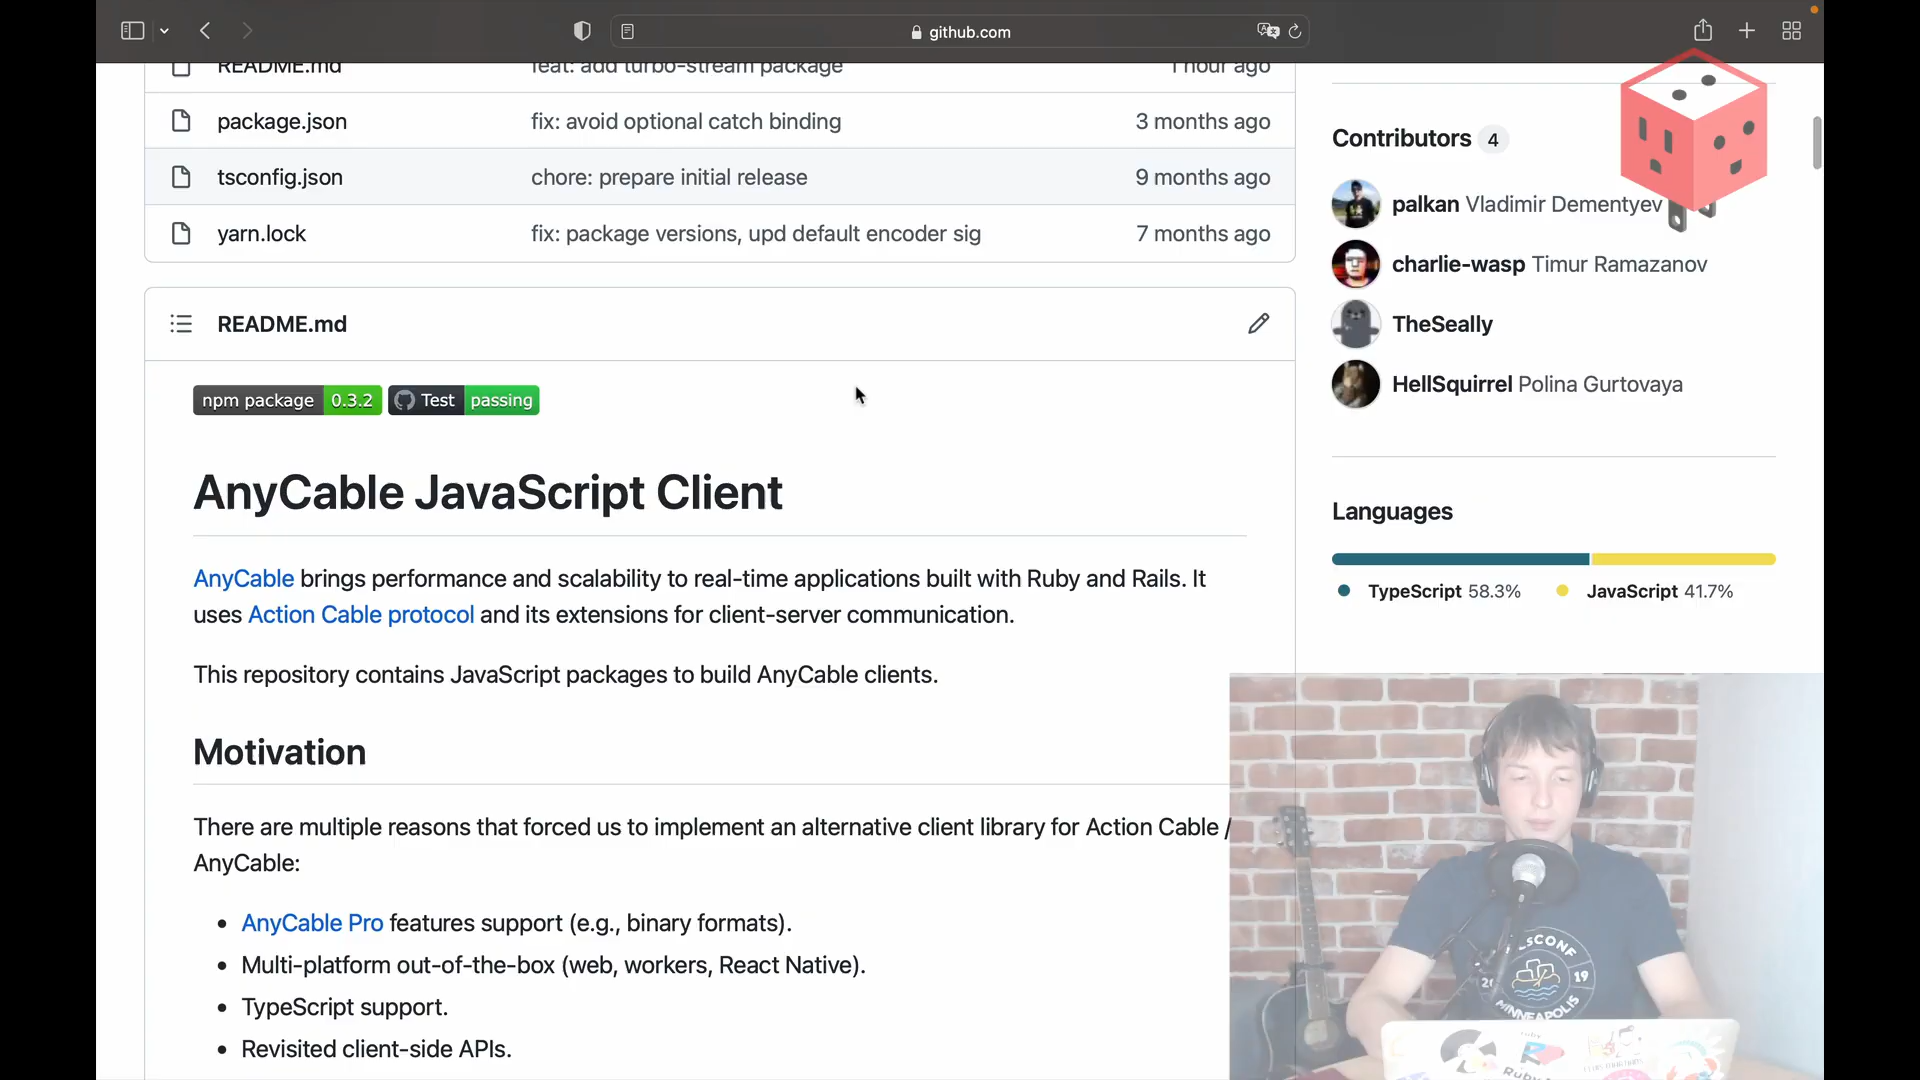 github.com
README.md feat: add turbo-stream package 1 hour ago
package.json fix: avoid optional catch binding 3 months ago
tsconfig.json chore: prepare initial release 9 months ago
yarn.lock fix: package versions, upd default encoder sig 7 months ago
README.md
npm package 0.3.2 Test passing
AnyCable JavaScript Client
AnyCable brings performance and scalability to real-time applications built with Ruby and Rails. It
uses Action Cable protocol and its extensions for client-server communication.
This repository contains JavaScript packages to build AnyCable clients.
Motivation
There are multiple reasons that forced us to implement an alternative client library for Action Cable /
AnyCable:
• AnyCable Pro features support (e.g., binary formats).
• Multi-platform out-of-the-box (web, workers, React Native).
• TypeScript support.
• Revisited client-side APIs.
Contributors 4
palkan Vladimir Dementyev
charlie-wasp Timur Ramazanov
TheSeally
HellSquirrel Polina Gurtovaya
Languages
TypeScript 58.3% JavaScript 41.7%
19
MINNEAPOLIS